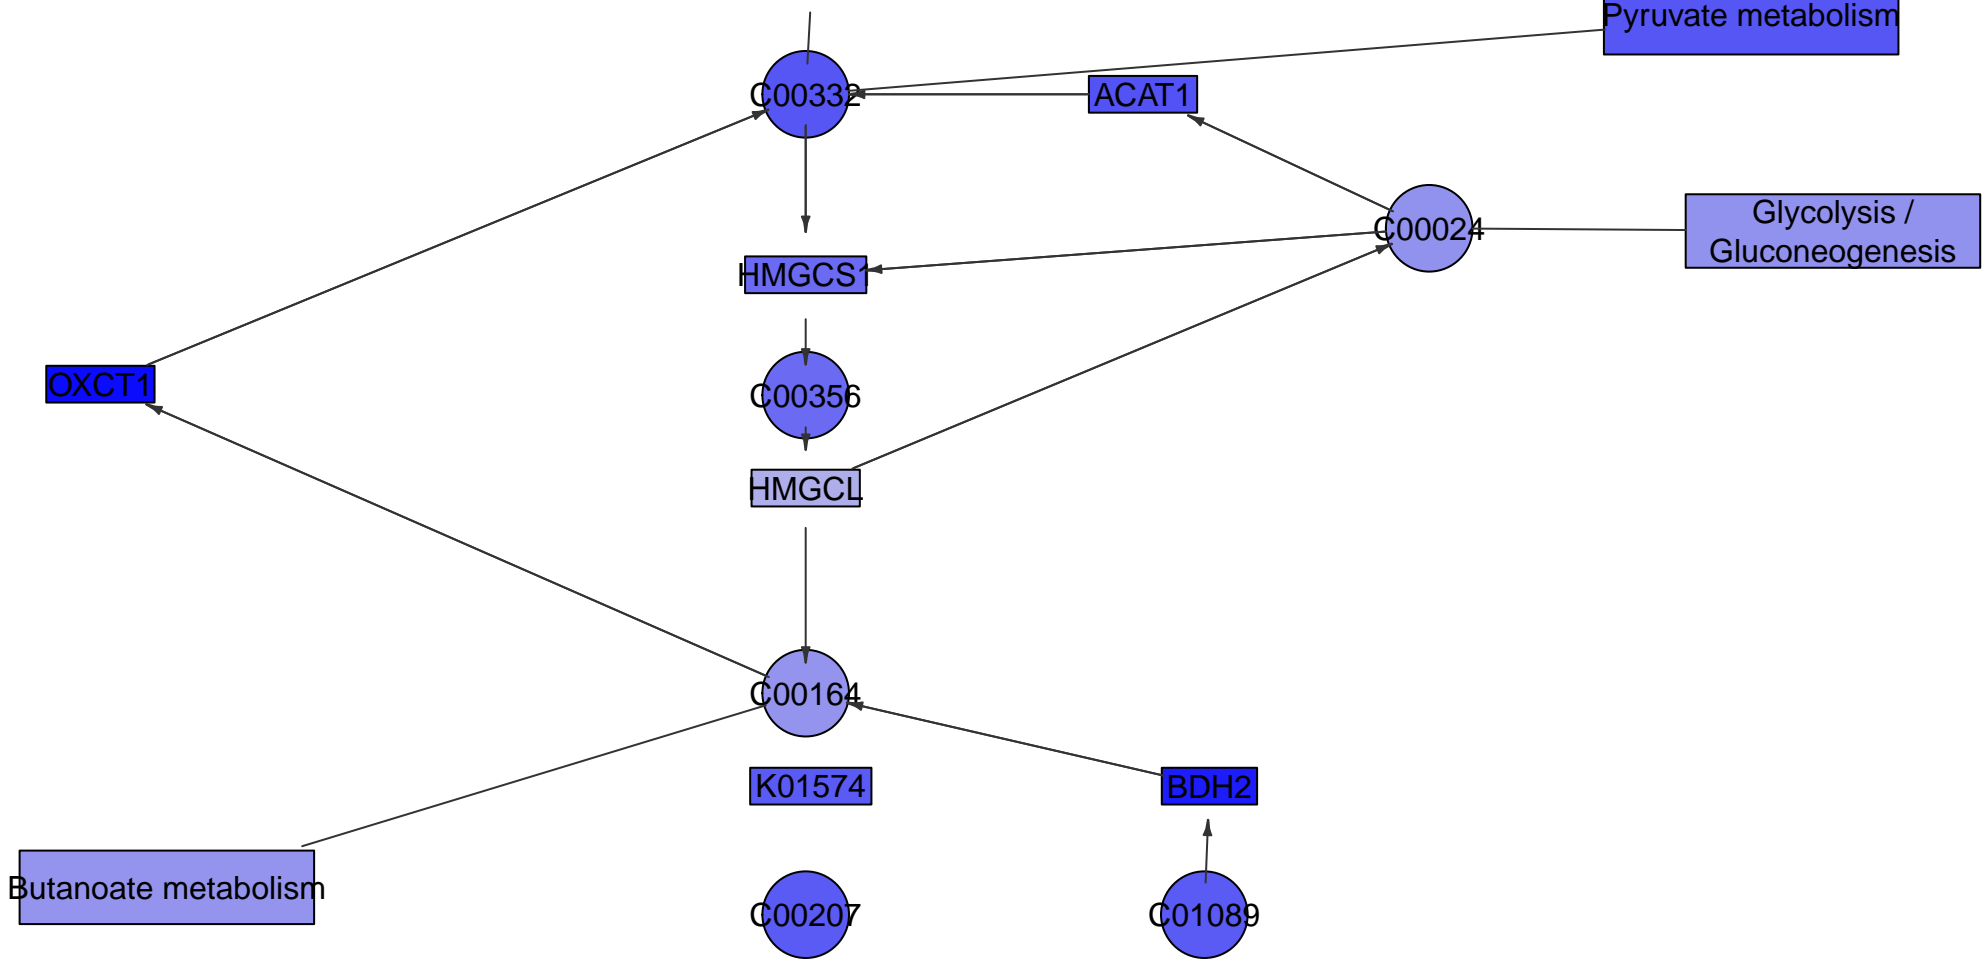 Pyruvate metabolism
C00332
ACAT1
Glycolysis /
Gluconeogenesis
C00024
HMGCS1
OXCT1
C00356
HMGCL
C00164
K01574
BDH2
Butanoate metabolism
C00207
C01089